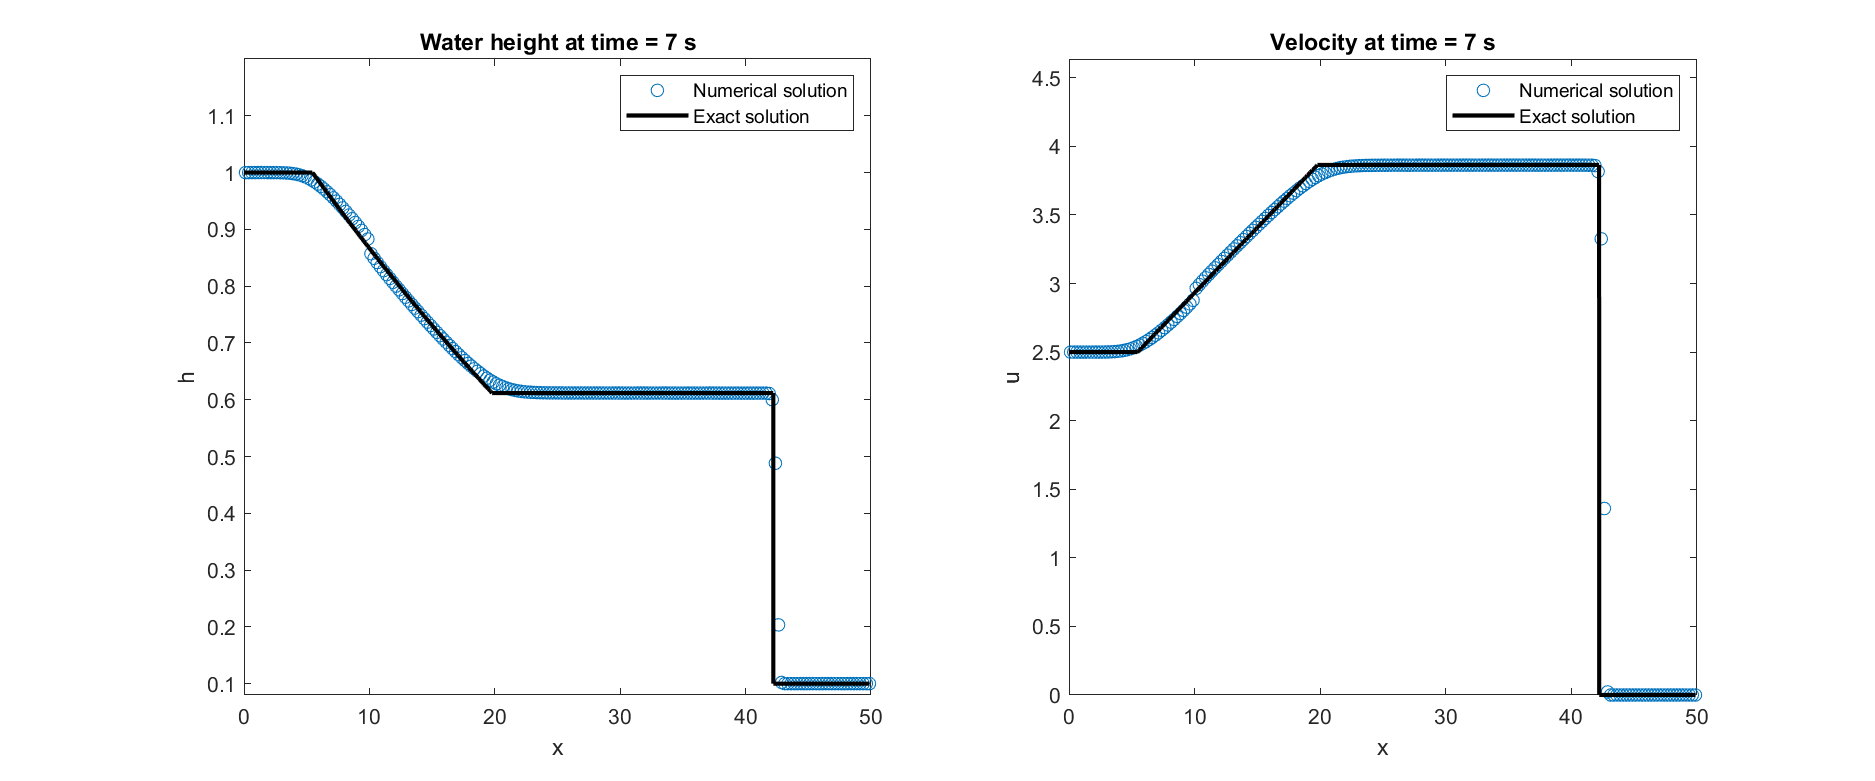 Water height at time = 7 s
Numerical solution
Exact solution
1.1
1
0.9
0.8
0.7
0.6
0.5
0.4
0.3
0.2
0.1
h
0 10 20 30 40 50
x
Velocity at time = 7 s
Numerical solution
Exact solution
4.5
4
3.5
3
2.5
2
1.5
1
0.5
0
u
0 10 20 30 40 50
x